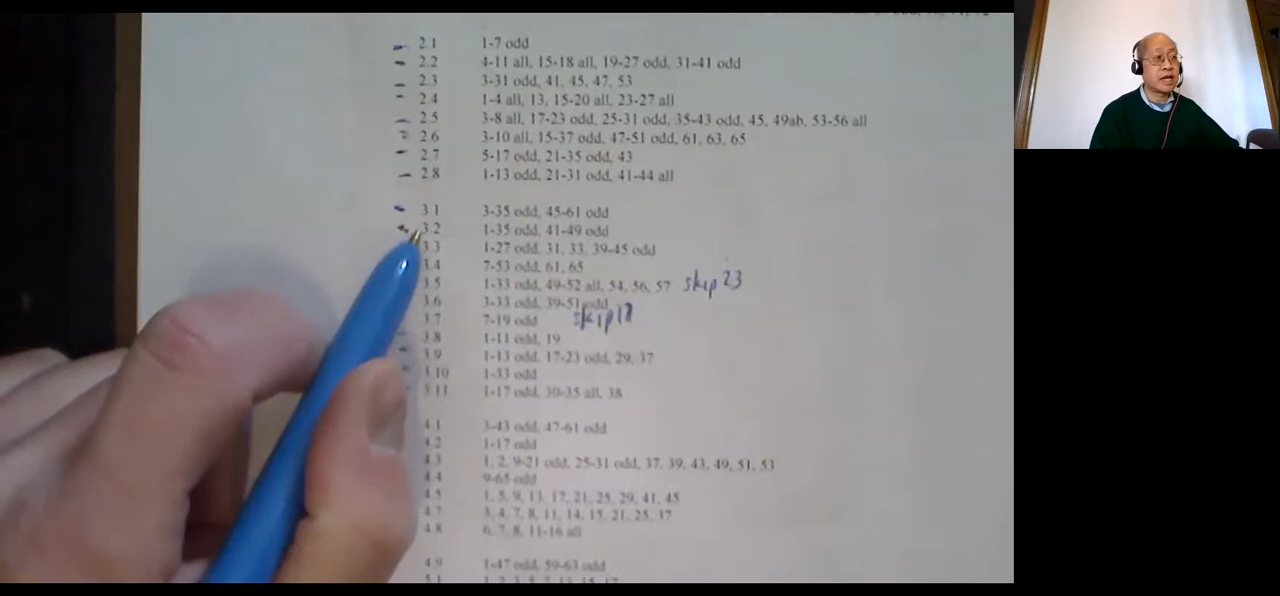 2.1 1-7 odd
2.2 4-11 all, 15-18 all, 19-27 odd, 31-41 odd
2.3 3-31 odd, 41, 45, 47, 53
2.4 1-4 all, 13, 15-20 all, 23-27 all
2.5 3-8 all, 17-23 odd, 25-31 odd, 35-43 odd, 45, 49ab, 53-56 all
2.6 3-10 all, 15-37 odd, 47-51 odd, 61, 63, 65
2.7 5-17 odd, 21-35 odd, 43
2.8 1-13 odd, 21-31 odd, 41-44 all
3.1 3-35 odd, 45-61 odd
3.2 1-35 odd, 41-49 odd
3.3 1-27 odd, 31, 33, 39-45 odd
3.4 7-53 odd, 61, 65
3.5 1-33 odd, 49-52 all, 54, 56, 57 skip 23
3.6 3-33 odd, 39-51 odd
3.7 7-19 odd skip
3.8 1-11 odd, 19
3.9 1-13 odd, 17-23 odd, 29, 37
3.10 1-33 odd
3.11 1-17 odd, 30-35 all, 38
4.1 3-43 odd, 47-61 odd
4.2 1-17 odd
4.3 1, 2, 9-21 odd, 25-31 odd, 37, 39, 43, 49, 51, 53
4.4 9-65 odd
4.5 1, 5, 9, 13, 17, 21, 25, 29, 41, 45
4.7 3, 4, 7, 8, 11, 14, 15, 21, 25, 37
4.8 6, 7, 8, 11-16 all
4.9 1-47 odd, 59-63 odd